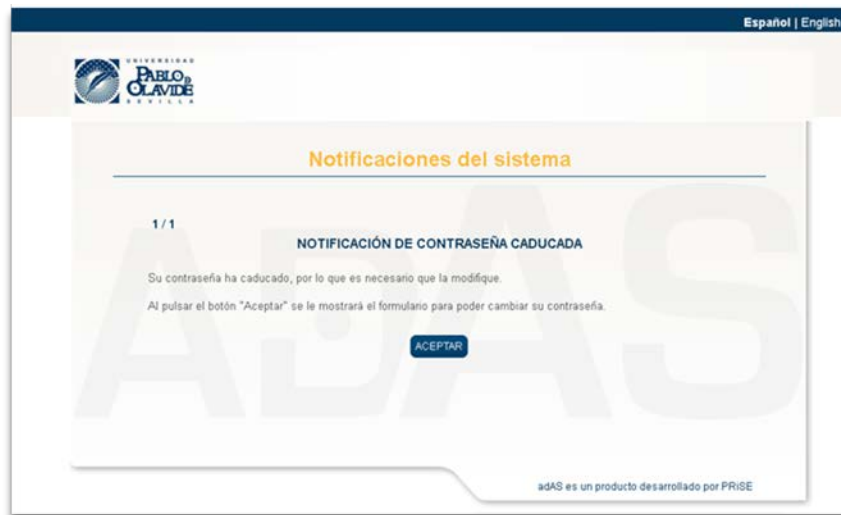 Español | English
UNIVERSIDAD
PABLO DE
OLAVIDE
SEVILLA
Notificaciones del sistema
1 / 1
NOTIFICACIÓN DE CONTRASEÑA CADUCADA
Su contraseña ha caducado, por lo que es necesario que la modifique.
Al pulsar el botón "Aceptar" se le mostrará el formulario para poder cambiar su contraseña.
ACEPTAR
ADAS
adAS es un producto desarrollado por PRiSE